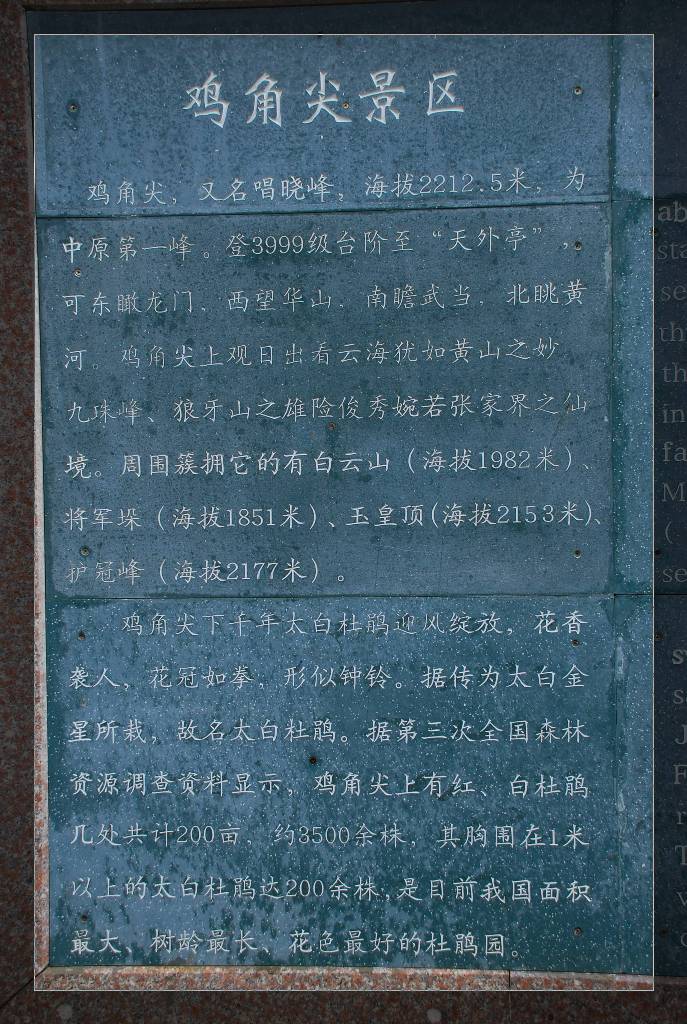 鸡角尖景区
鸡角尖，又名唱晓峰，海拔2212.5米，为
中原第一峰。登3999级台阶至“天外亭”，
可东瞰龙门，西望华山，南瞻武当，北眺黄
河。鸡角尖上观日出看云海犹如黄山之妙
九珠峰、狼牙山之雄险俊秀婉若张家界之仙
境。周围簇拥它的有白云山（海拔1982米）、
将军垛（海拔1851米）、玉皇顶（海拔2153米）、
护冠峰（海拔2177米）。
鸡角尖下千年太白杜鹃迎风绽放，花香
袭人，花冠如拳，形似钟铃。据传为太白金
星所栽，故名太白杜鹃。据第三次全国森林
资源调查资料显示，鸡角尖上有红、白杜鹃
几处共计200亩，约3500余株，其胸围在1米
以上的太白杜鹃达200余株，是目前我国面积
最大、树龄最长、花色最好的杜鹃园。
ab
sta
se
th
th
in
fa
M
(
se
s